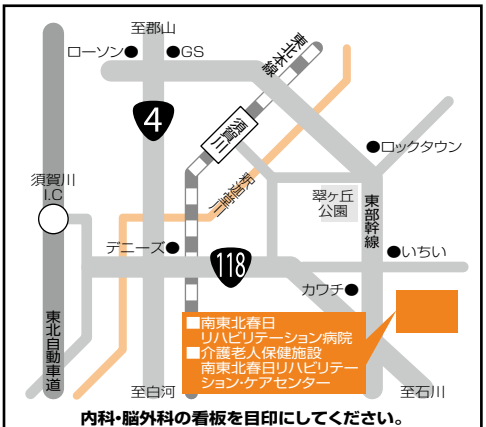 至郡山
ローソン●
●GS
東北本線
4
須賀川
●ロックタウン
釈迦堂川
須賀川
I.C
翠ヶ丘
公園
東部幹線
デニーズ●
118
●いちい
カワチ●
東北自動車道
■南東北春日
リハビリテーション病院
■介護老人保健施設
南東北春日リハビリテー
ション・ケアセンター
至白河
至石川
内科・脳外科の看板を目印にしてください。